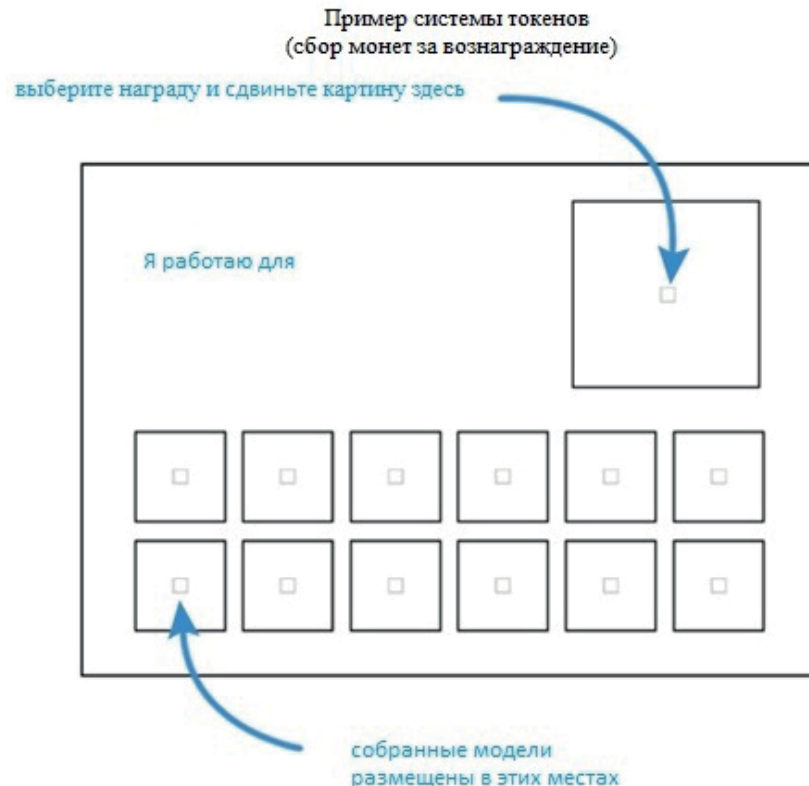 Пример системы токенов
(сбор монет за вознаграждение)
выберите награду и сдвиньте картину здесь
Я работаю для
собранные модели
размещены в этих местах